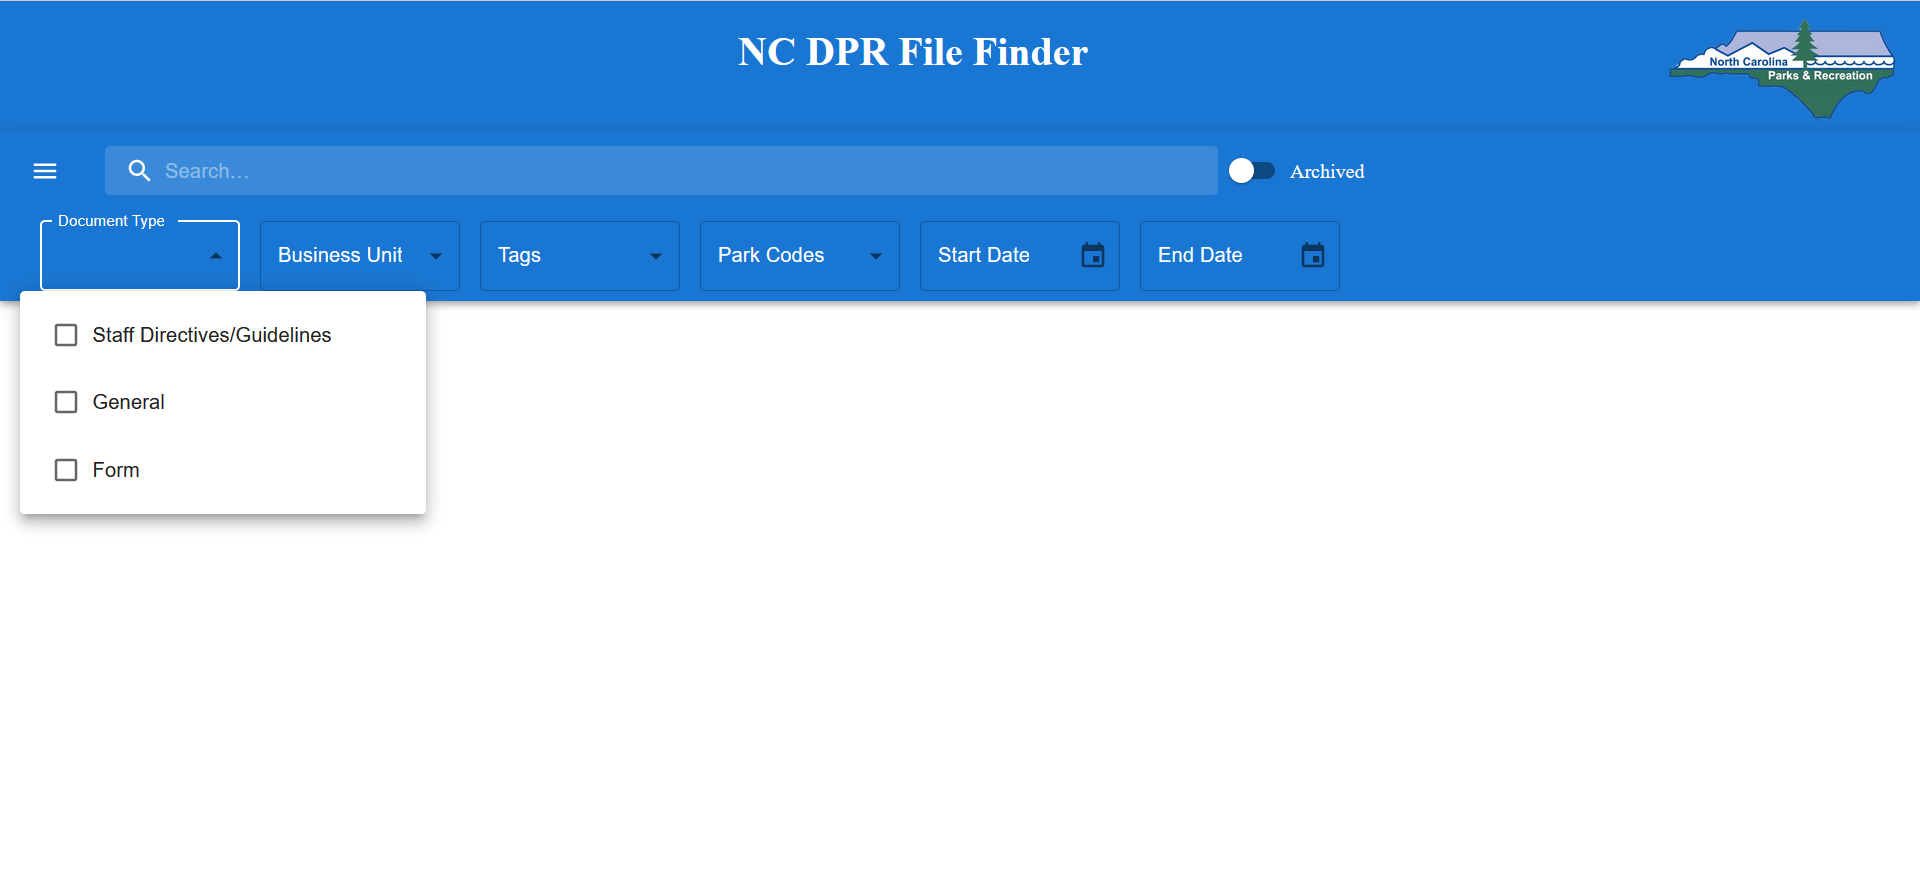 NC DPR File Finder
North Carolina
Parks & Recreation
Search...
Archived
Document Type
Business Unit
Tags
Park Codes
Start Date
End Date
Staff Directives/Guidelines
General
Form